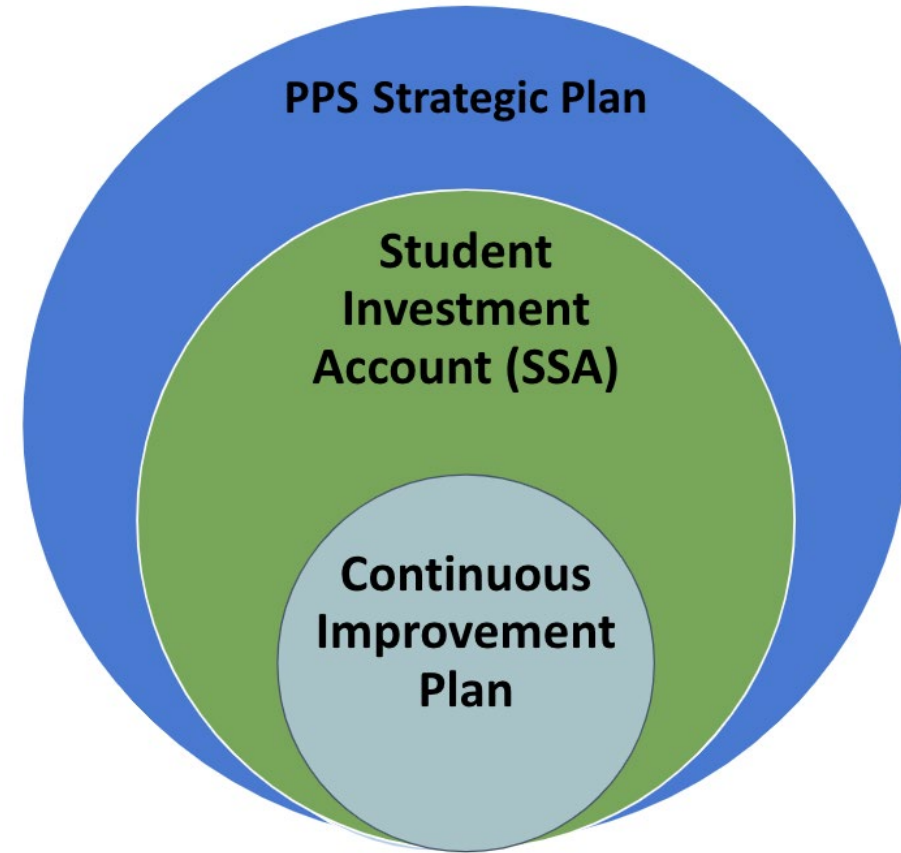 PPS Strategic Plan
Student
Investment
Account (SSA)
Continuous
Improvement
Plan